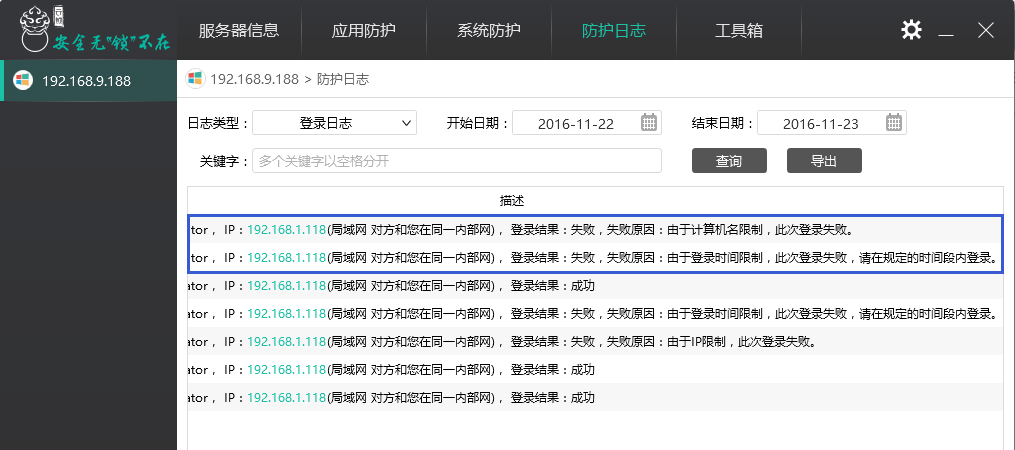 安全无"锁"不在
服务器信息 应用防护 系统防护 防护日志 工具箱
192.168.9.188
192.168.9.188 > 防护日志
日志类型： 登录日志 开始日期： 2016-11-22 结束日期： 2016-11-23
关键字： 多个关键字以空格分开 查询 导出
描述
tor， IP：192.168.1.118(局域网 对方和您在同一内部网)， 登录结果：失败，失败原因：由于计算机名限制，此次登录失败。
tor， IP：192.168.1.118(局域网 对方和您在同一内部网)， 登录结果：失败，失败原因：由于登录时间限制，此次登录失败，请在规定的时间段内登录。
ator， IP：192.168.1.118(局域网 对方和您在同一内部网)， 登录结果：成功
ator， IP：192.168.1.118(局域网 对方和您在同一内部网)， 登录结果：失败，失败原因：由于登录时间限制，此次登录失败，请在规定的时间段内登录。
ator， IP：192.168.1.118(局域网 对方和您在同一内部网)， 登录结果：失败，失败原因：由于IP限制，此次登录失败。
ator， IP：192.168.1.118(局域网 对方和您在同一内部网)， 登录结果：成功
ator， IP：192.168.1.118(局域网 对方和您在同一内部网)， 登录结果：成功